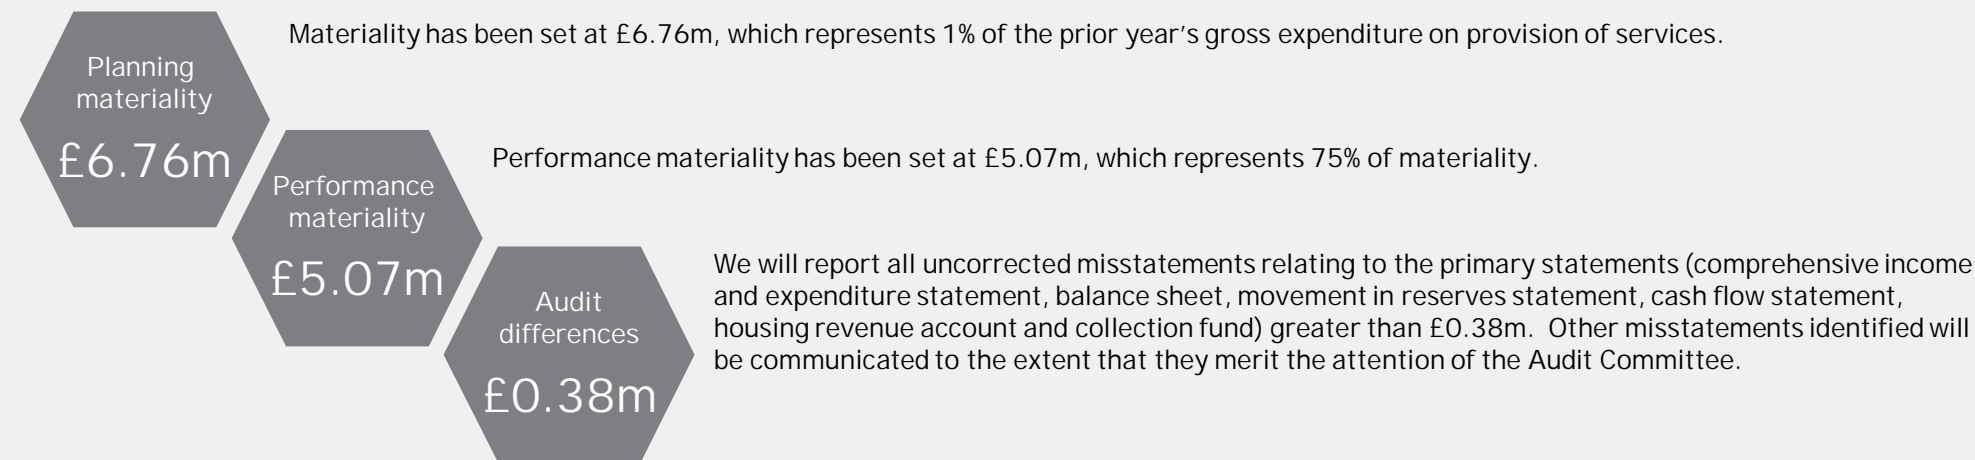 Planning
materiality
£6.76m
Materiality has been set at £6.76m, which represents 1% of the prior year’s gross expenditure on provision of services.
Performance
materiality
£5.07m
Performance materiality has been set at £5.07m, which represents 75% of materiality.
Audit
differences
£0.38m
We will report all uncorrected misstatements relating to the primary statements (comprehensive income
and expenditure statement, balance sheet, movement in reserves statement, cash flow statement,
housing revenue account and collection fund) greater than £0.38m. Other misstatements identified will
be communicated to the extent that they merit the attention of the Audit Committee.